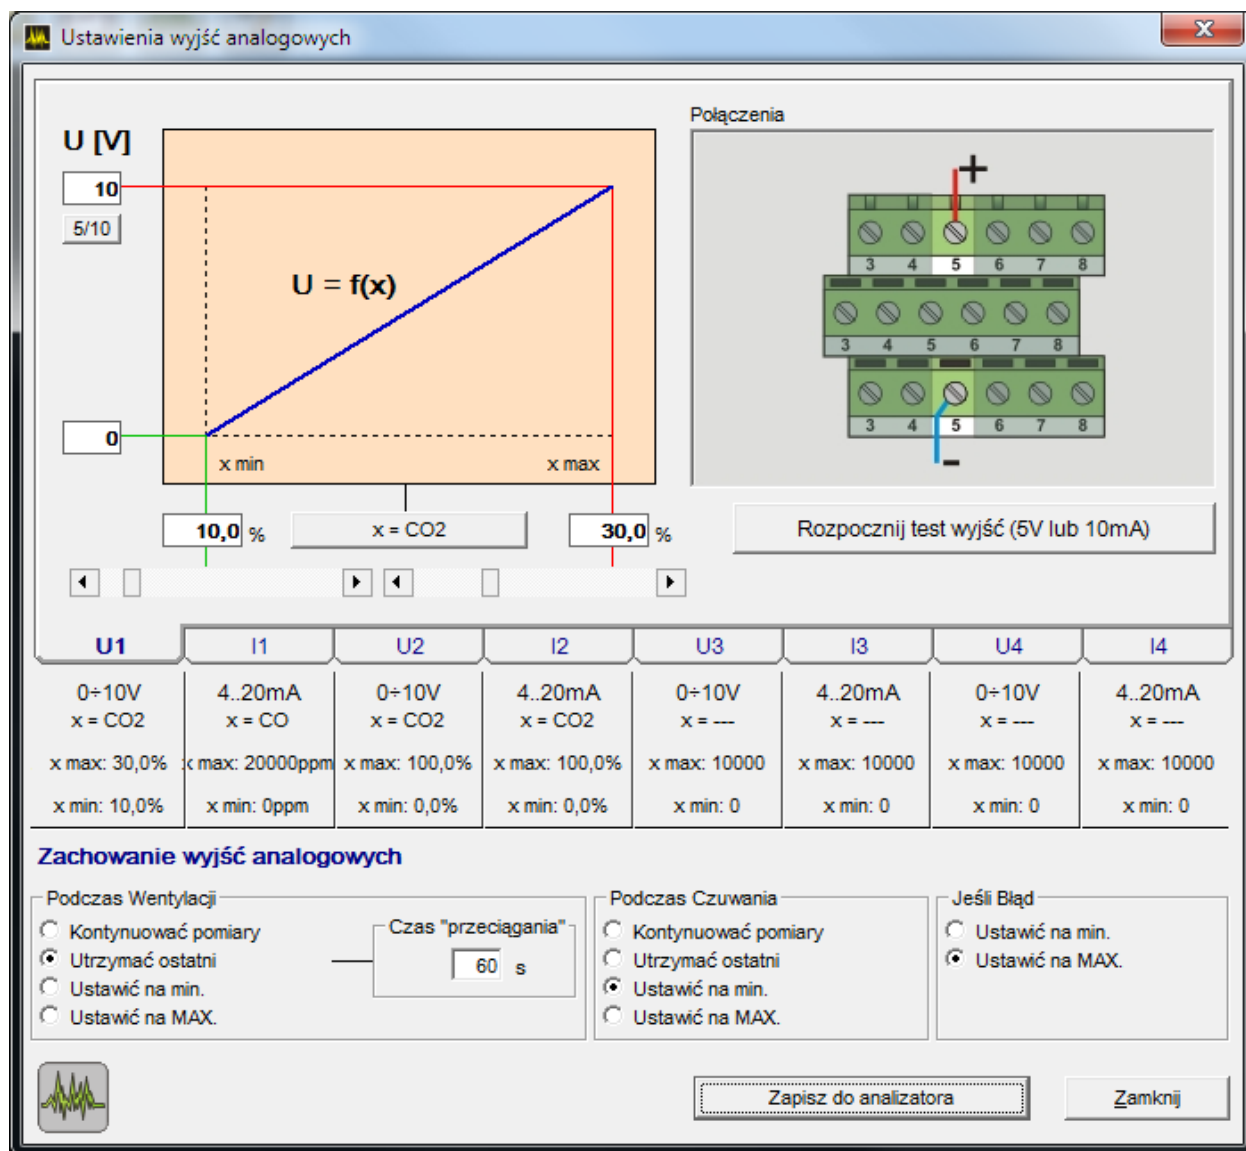 Ustawienia wyjść analogowych
Połączenia
U [V]
10
5/10
U = f(x)
0
x min
x max
10,0 %
x = CO2
30,0 %
+
3 4 5 6 7 8
3 4 5 6 7 8
3 4 5 6 7 8
-
Rozpocznij test wyjść (5V lub 10mA)
U1 I1 U2 I2 U3 I3 U4 I4
0÷10V 4..20mA 0÷10V 4..20mA 0÷10V 4..20mA 0÷10V 4..20mA
x = CO2 x = CO x = CO2 x = CO2 x = --- x = --- x = --- x = ---
x max: 30,0% x max: 20000ppm x max: 100,0% x max: 100,0% x max: 10000 x max: 10000 x max: 10000 x max: 10000
x min: 10,0% x min: 0ppm x min: 0,0% x min: 0,0% x min: 0 x min: 0 x min: 0 x min: 0
Zachowanie wyjść analogowych
Podczas Wentylacji
Kontynuować pomiary
Utrzymać ostatni
Ustawić na min.
Ustawić na MAX.
Czas "przeciągania"
60 s
Podczas Czuwania
Kontynuować pomiary
Utrzymać ostatni
Ustawić na min.
Ustawić na MAX.
Jeśli Błąd
Ustawić na min.
Ustawić na MAX.
Zapisz do analizatora
Zamknij